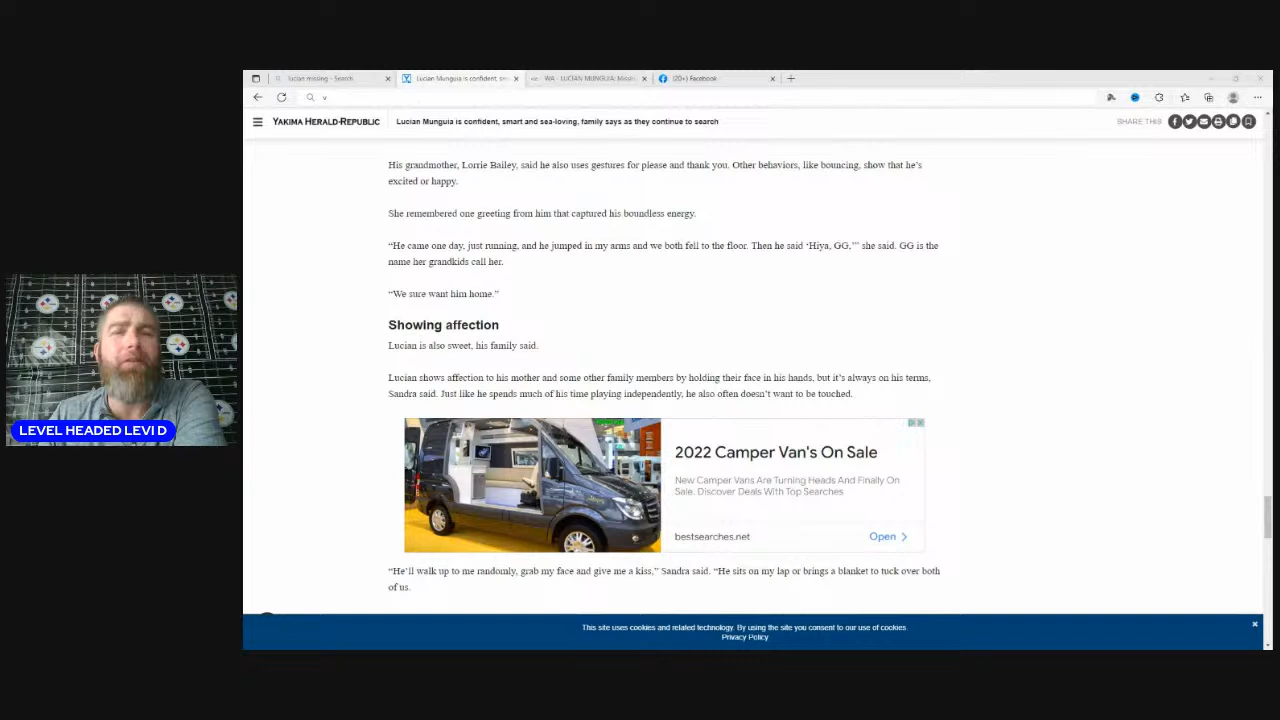 lucian missing - Search
Lucian Munguia is confident, sm
WA - LUCIAN MUNGUIA: Missi
(20+) Facebook
v
YAKIMA HERALD-REPUBLIC
Lucian Munguia is confident, smart and sea-loving, family says as they continue to search
SHARE THIS
His grandmother, Lorrie Bailey, said he also uses gestures for please and thank you. Other behaviors, like bouncing, show that he's
excited or happy.
She remembered one greeting from him that captured his boundless energy.
“He came one day, just running, and he jumped in my arms and we both fell to the floor. Then he said ‘Hiya, GG,’” she said. GG is the
name her grandkids call her.
“We sure want him home.”
Showing affection
Lucian is also sweet, his family said.
Lucian shows affection to his mother and some other family members by holding their face in his hands, but it’s always on his terms,
Sandra said. Just like he spends much of his time playing independently, he also often doesn’t want to be touched.
2022 Camper Van's On Sale
New Camper Vans Are Turning Heads And Finally On
Sale. Discover Deals With Top Searches
bestsearches.net
Open
“He’ll walk up to me randomly, grab my face and give me a kiss,” Sandra said. “He sits on my lap or brings a blanket to tuck over both
of us.
This site uses cookies and related technology. By using the site you consent to our use of cookies.
Privacy Policy
LEVEL HEADED LEVI D